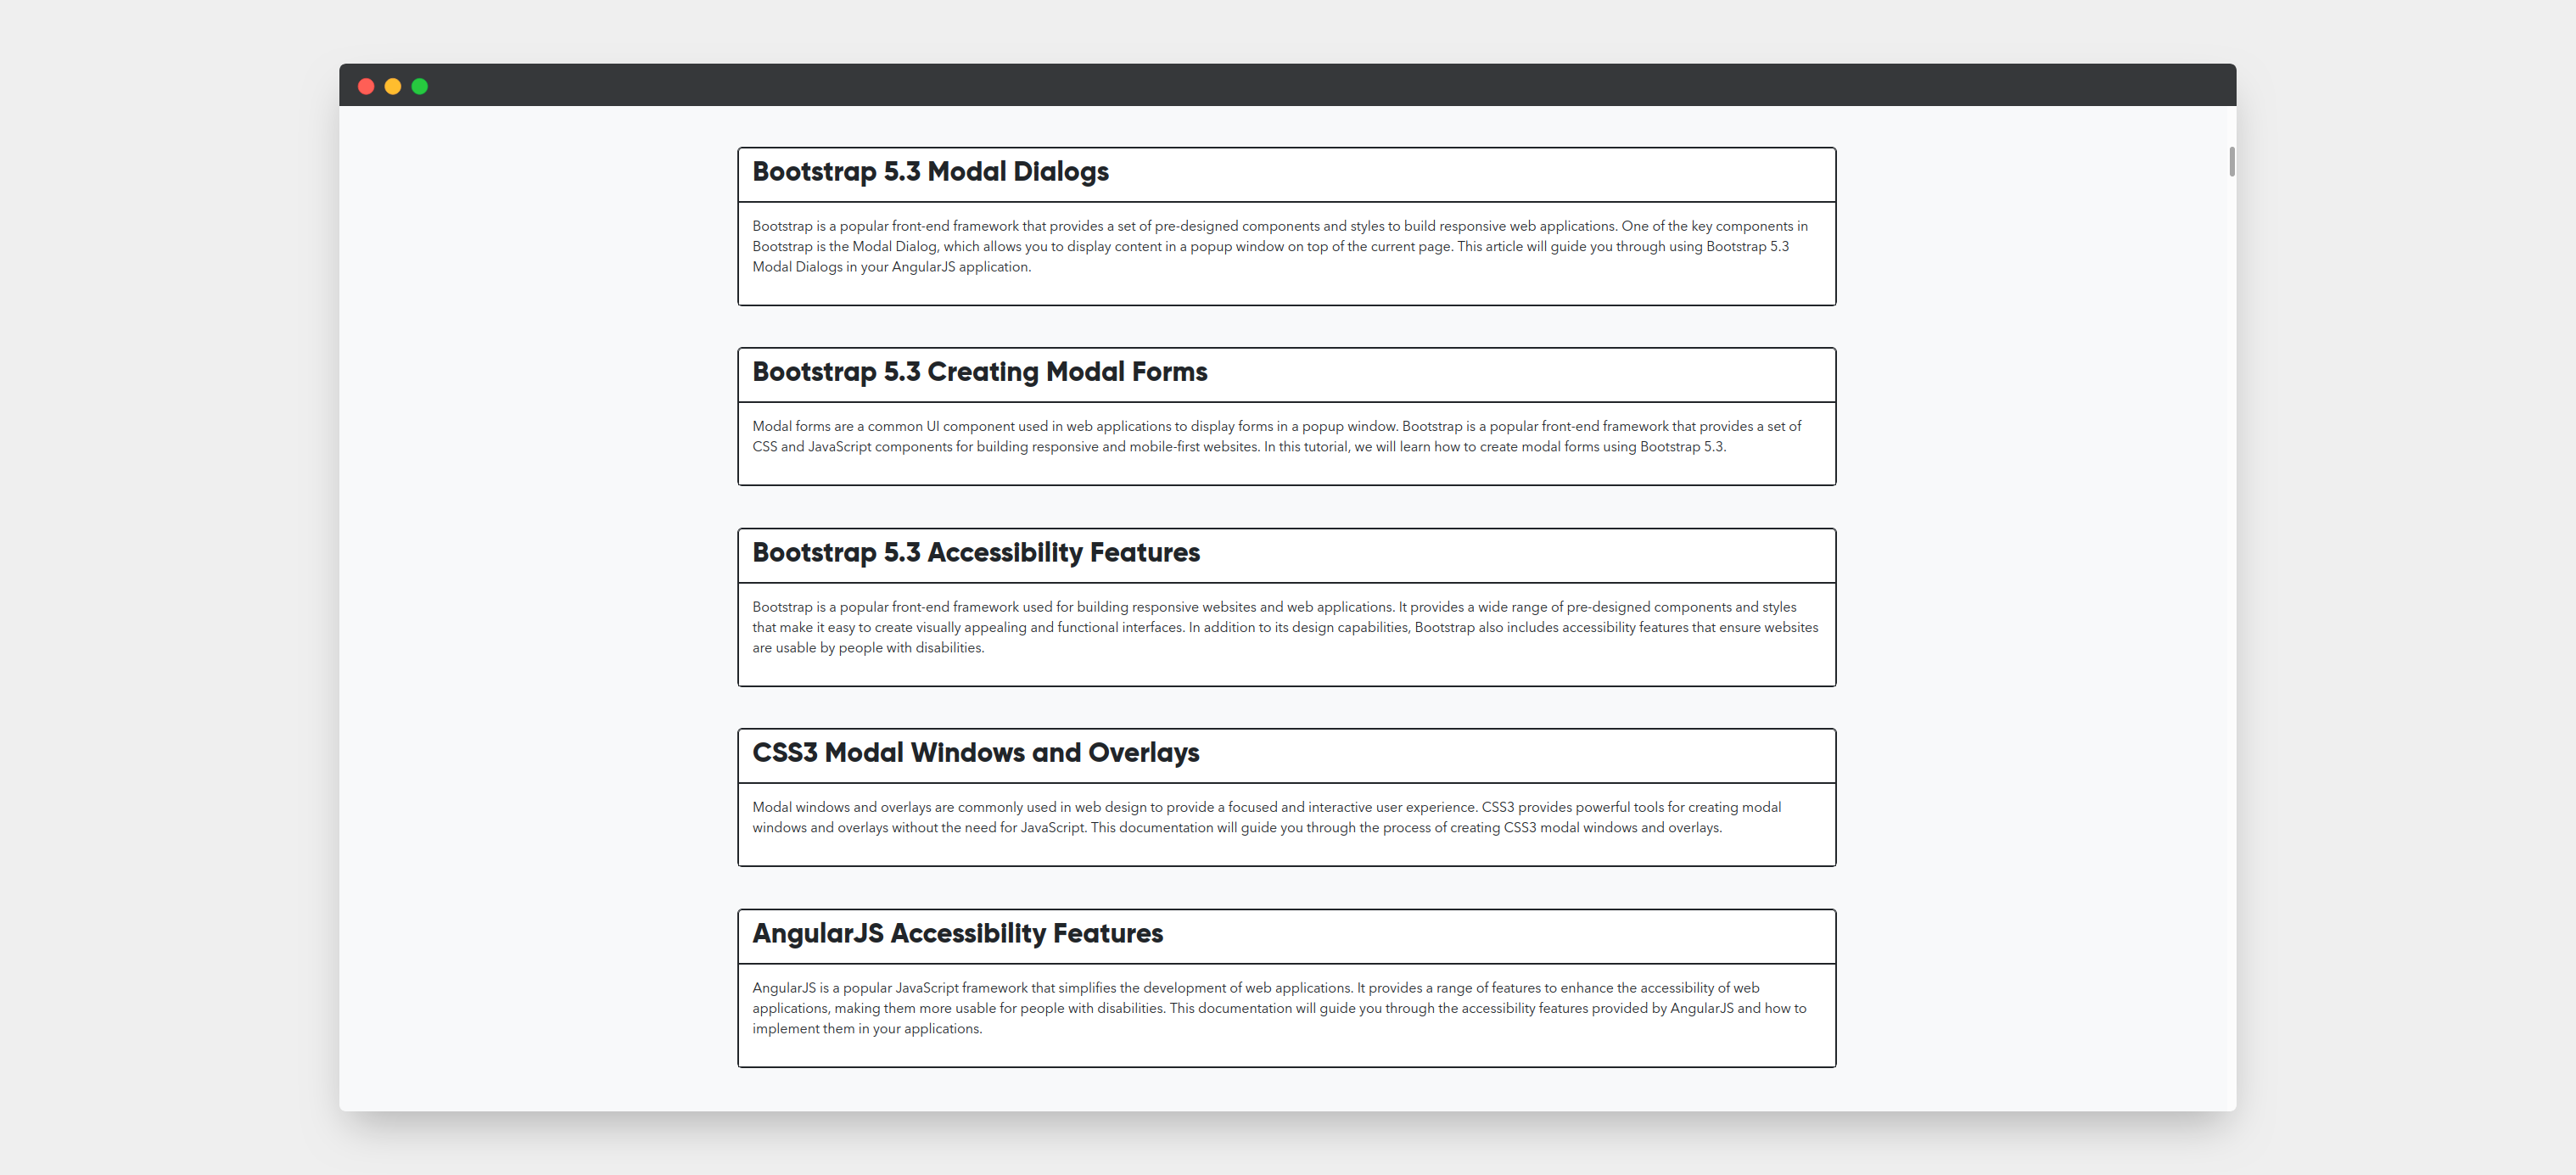 Bootstrap 5.3 Modal Dialogs
Bootstrap is a popular front-end framework that provides a set of pre-designed components and styles to build responsive web applications. One of the key components in
Bootstrap is the Modal Dialog, which allows you to display content in a popup window on top of the current page. This article will guide you through using Bootstrap 5.3
Modal Dialogs in your AngularJS application.
Bootstrap 5.3 Creating Modal Forms
Modal forms are a common UI component used in web applications to display forms in a popup window. Bootstrap is a popular front-end framework that provides a set of
CSS and JavaScript components for building responsive and mobile-first websites. In this tutorial, we will learn how to create modal forms using Bootstrap 5.3.
Bootstrap 5.3 Accessibility Features
Bootstrap is a popular front-end framework used for building responsive websites and web applications. It provides a wide range of pre-designed components and styles
that make it easy to create visually appealing and functional interfaces. In addition to its design capabilities, Bootstrap also includes accessibility features that ensure websites
are usable by people with disabilities.
CSS3 Modal Windows and Overlays
Modal windows and overlays are commonly used in web design to provide a focused and interactive user experience. CSS3 provides powerful tools for creating modal
windows and overlays without the need for JavaScript. This documentation will guide you through the process of creating CSS3 modal windows and overlays.
AngularJS Accessibility Features
AngularJS is a popular JavaScript framework that simplifies the development of web applications. It provides a range of features to enhance the accessibility of web
applications, making them more usable for people with disabilities. This documentation will guide you through the accessibility features provided by AngularJS and how to
implement them in your applications.